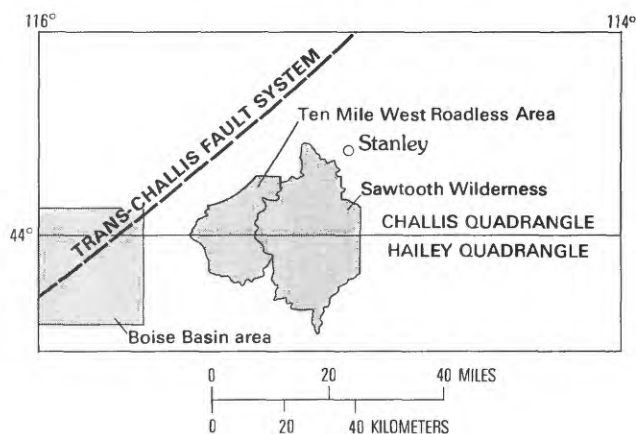 116° 114°
TRANS-CHALLIS FAULT SYSTEM
Ten Mile West Roadless Area
Stanley
Sawtooth Wilderness
CHALLIS QUADRANGLE
44°
HAILEY QUADRANGLE
Boise Basin area
0 20 40 MILES
0 20 40 KILOMETERS